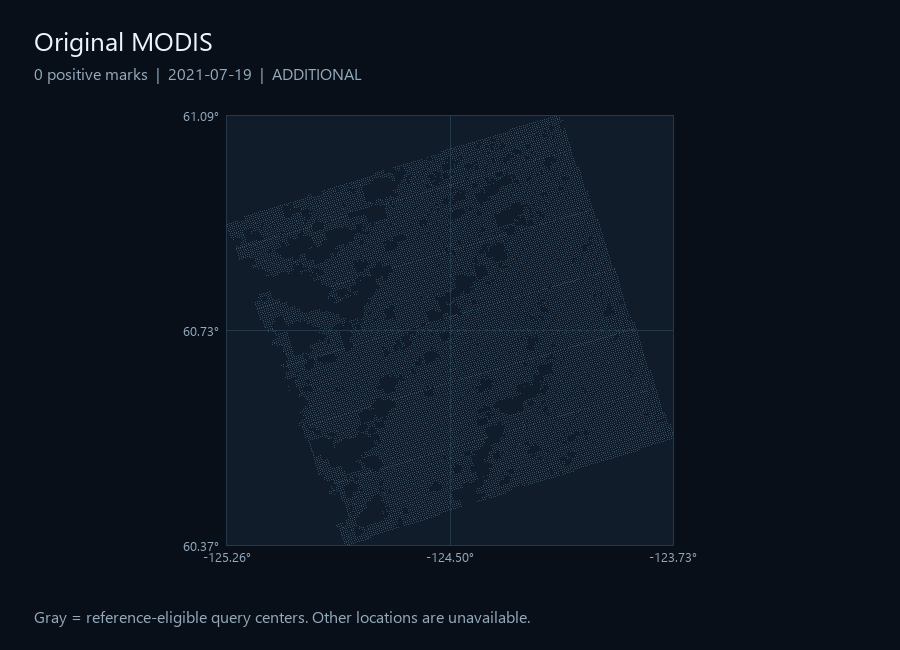 Original MODIS
0 positive marks | 2021-07-19 | ADDITIONAL
61.09°
60.73°
60.37°
-125.26°
-124.50°
-123.73°
Gray = reference-eligible query centers. Other locations are unavailable.